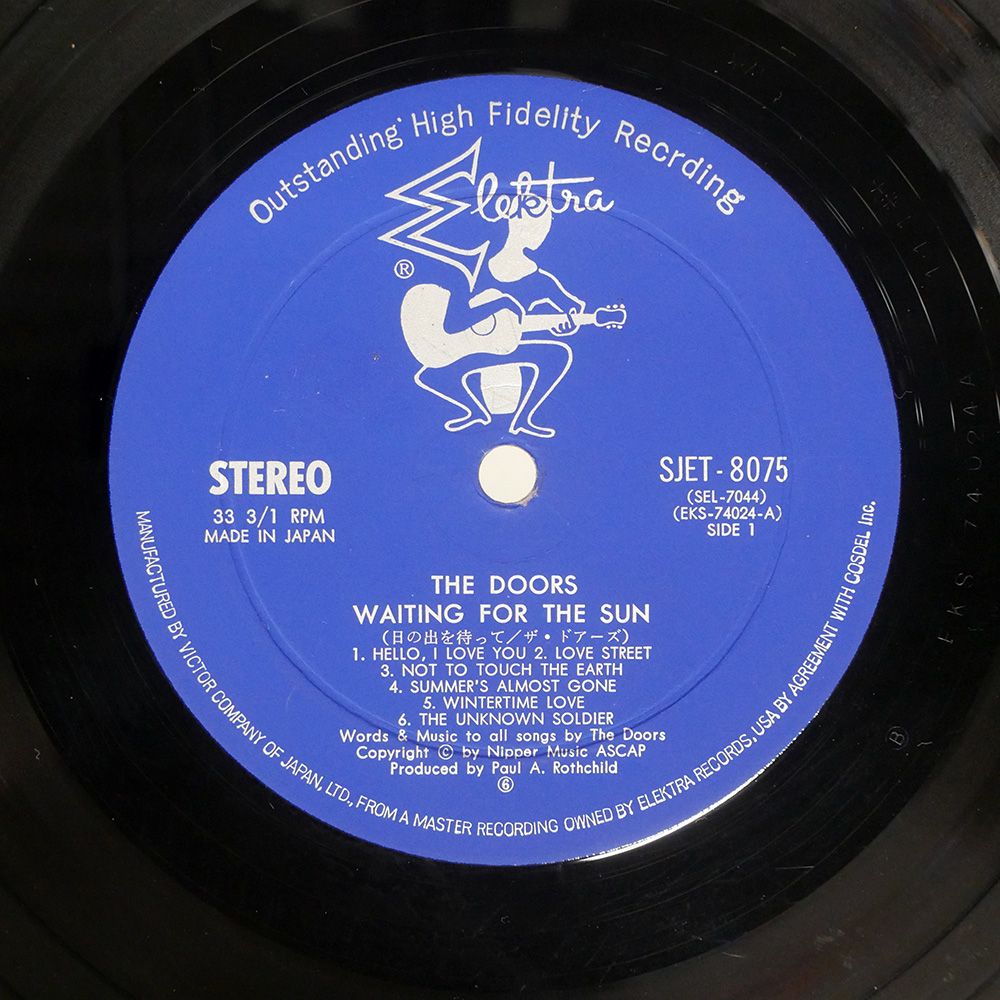 Outstanding High Fidelity Recrding
Elektra
®
STEREO
33 3/1 RPM
MADE IN JAPAN
SJET-8075
(SEL-7044)
(EKS-74024-A)
SIDE 1
THE DOORS
WAITING FOR THE SUN
(日の出を待って/ザ・ドアーズ)
1. HELLO, I LOVE YOU 2. LOVE STREET
3. NOT TO TOUCH THE EARTH
4. SUMMER'S ALMOST GONE
5. WINTERTIME LOVE
6. THE UNKNOWN SOLDIER
Words & Music to all songs by The Doors
Copyright © by Nipper Music ASCAP
Produced by Paul A. Rothchild
⑥
MANUFACTURED BY VICTOR COMPANY OF JAPAN, LTD., FROM A MASTER RECORDING OWNED BY ELEKTRA RECORDS, USA BY AGREEMENT WITH COSDEL Inc.
B